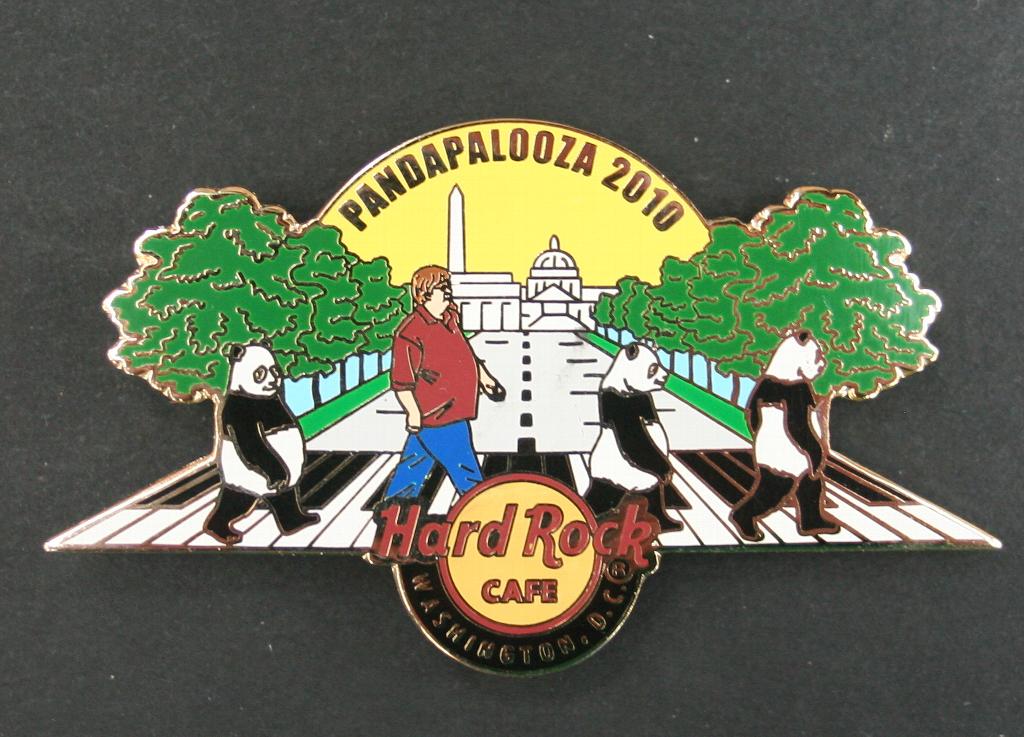 PANDAPALOOZA 2010
Hard Rock
CAFE
WASHINGTON, D.C.®